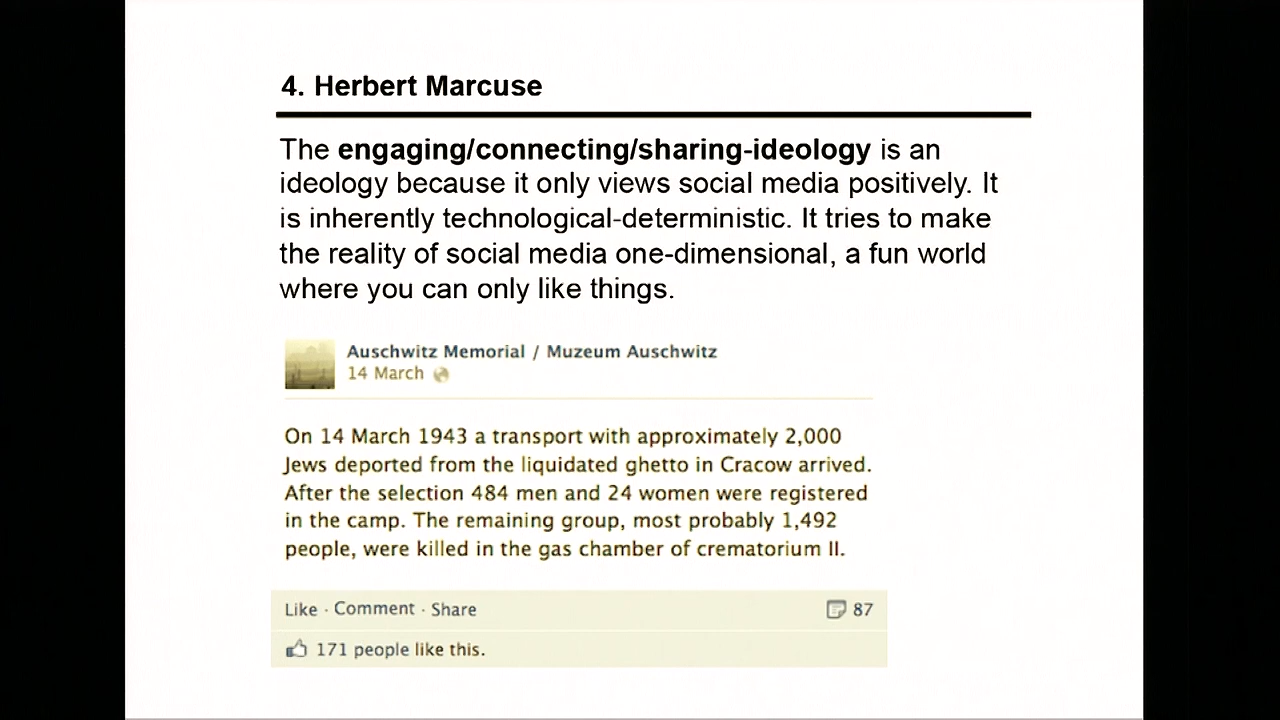 4. Herbert Marcuse
The engaging/connecting/sharing-ideology is an
ideology because it only views social media positively. It
is inherently technological-deterministic. It tries to make
the reality of social media one-dimensional, a fun world
where you can only like things.
Auschwitz Memorial / Muzeum Auschwitz
14 March
On 14 March 1943 a transport with approximately 2,000
Jews deported from the liquidated ghetto in Cracow arrived.
After the selection 484 men and 24 women were registered
in the camp. The remaining group, most probably 1,492
people, were killed in the gas chamber of crematorium II.
Like · Comment · Share 87
171 people like this.